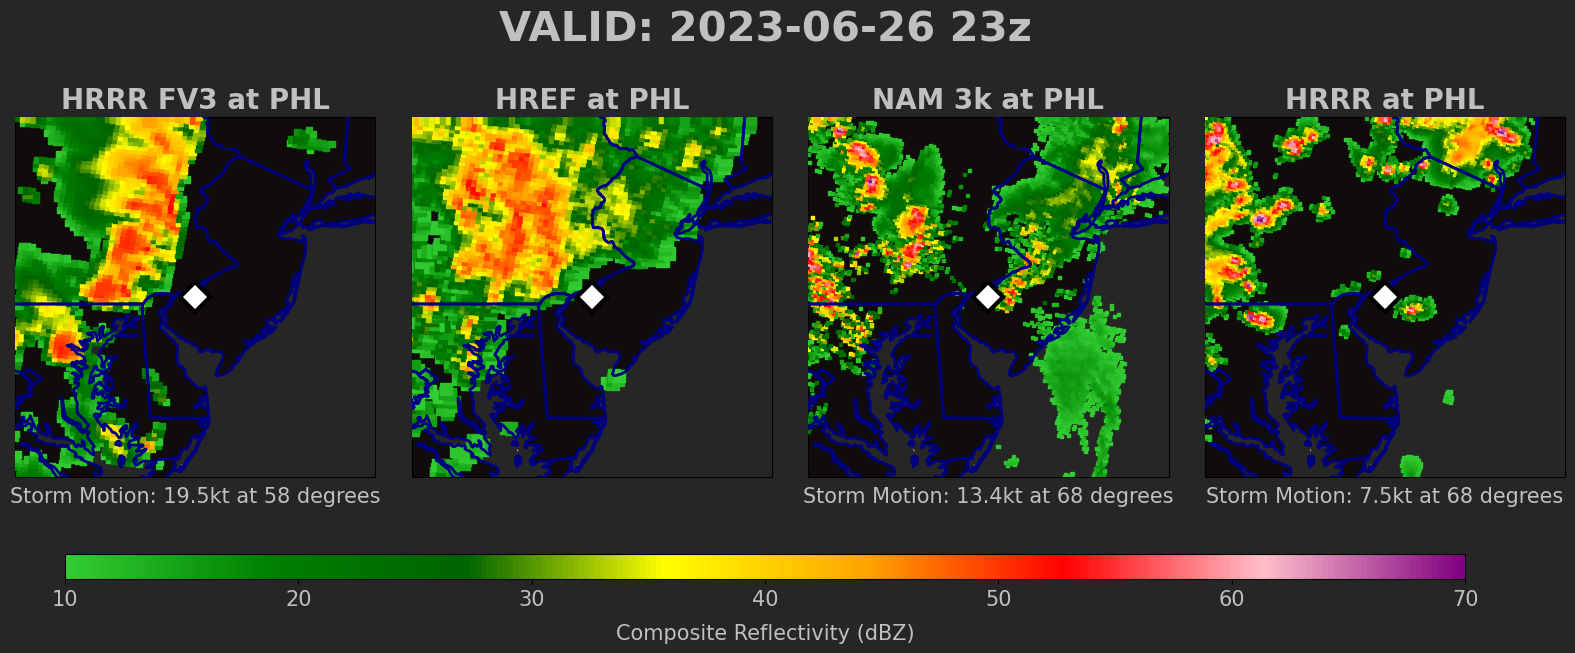 VALID: 2023-06-26 23z
HRRR FV3 at PHL
HREF at PHL
NAM 3k at PHL
HRRR at PHL
Storm Motion: 19.5kt at 58 degrees
Storm Motion: 13.4kt at 68 degrees
Storm Motion: 7.5kt at 68 degrees
10 20 30 40 50 60 70
Composite Reflectivity (dBZ)